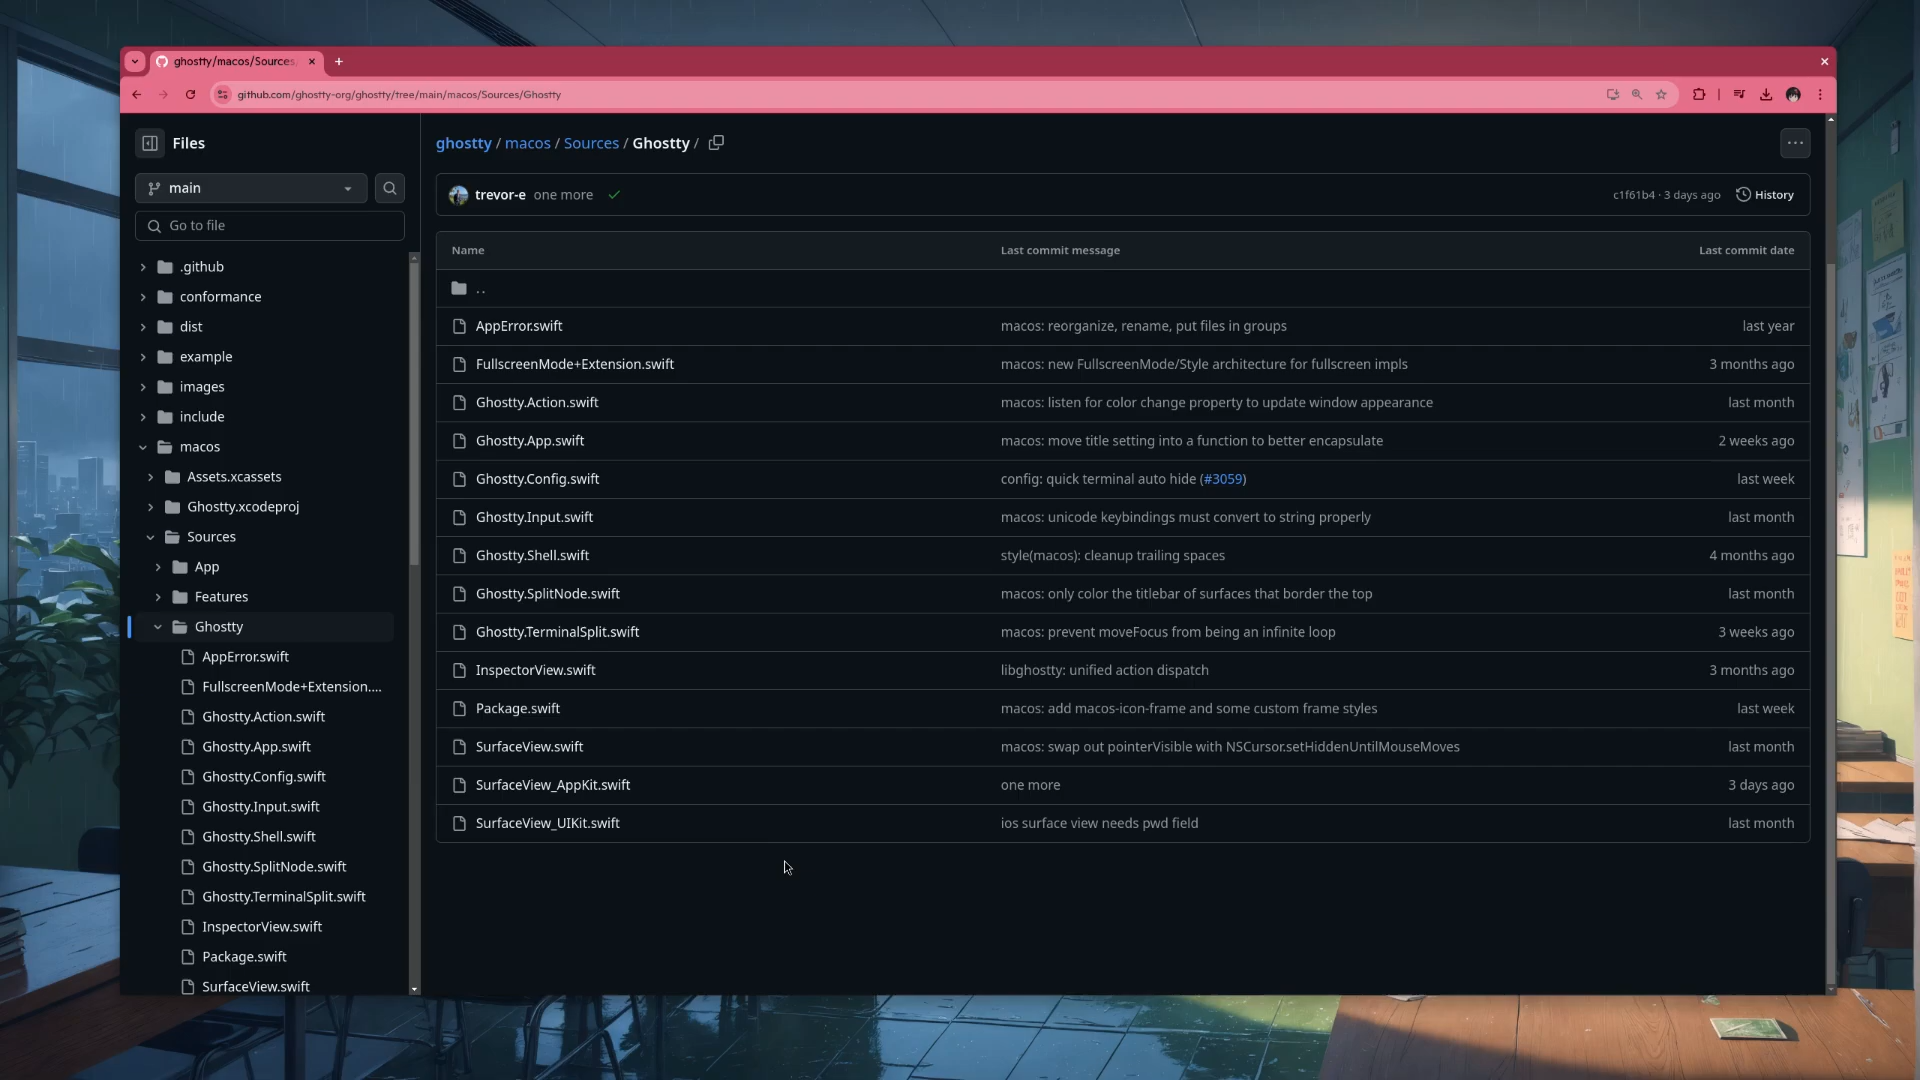 ghostty/macos/Sources
github.com/ghostty-org/ghostty/tree/main/macos/Sources/Ghostty
Files
main
Go to file
.github
conformance
dist
example
images
include
macos
Assets.xcassets
Ghostty.xcodeproj
Sources
App
Features
Ghostty
AppError.swift
FullscreenMode+Extension....
Ghostty.Action.swift
Ghostty.App.swift
Ghostty.Config.swift
Ghostty.Input.swift
Ghostty.Shell.swift
Ghostty.SplitNode.swift
Ghostty.TerminalSplit.swift
InspectorView.swift
Package.swift
SurfaceView.swift
ghostty / macos / Sources / Ghostty /
trevor-e one more c1f61b4 · 3 days ago History
Name Last commit message Last commit date
..
AppError.swift macos: reorganize, rename, put files in groups last year
FullscreenMode+Extension.swift macos: new FullscreenMode/Style architecture for fullscreen impls 3 months ago
Ghostty.Action.swift macos: listen for color change property to update window appearance last month
Ghostty.App.swift macos: move title setting into a function to better encapsulate 2 weeks ago
Ghostty.Config.swift config: quick terminal auto hide (#3059) last week
Ghostty.Input.swift macos: unicode keybindings must convert to string properly last month
Ghostty.Shell.swift style(macos): cleanup trailing spaces 4 months ago
Ghostty.SplitNode.swift macos: only color the titlebar of surfaces that border the top last month
Ghostty.TerminalSplit.swift macos: prevent moveFocus from being an infinite loop 3 weeks ago
InspectorView.swift libghostty: unified action dispatch 3 months ago
Package.swift macos: add macos-icon-frame and some custom frame styles last week
SurfaceView.swift macos: swap out pointerVisible with NSCursor.setHiddenUntilMouseMoves last month
SurfaceView_AppKit.swift one more 3 days ago
SurfaceView_UIKit.swift ios surface view needs pwd field last month